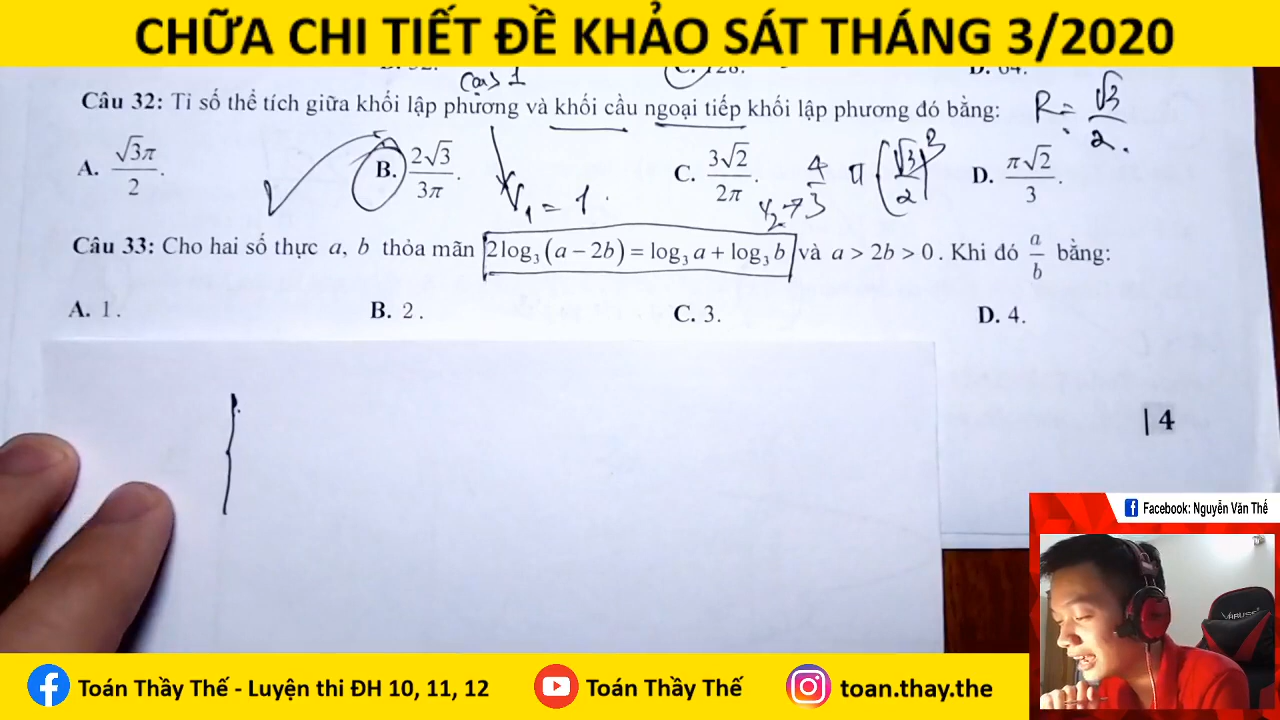 CHỮA CHI TIẾT ĐỀ KHẢO SÁT THÁNG 3/2020
C. 128. D. 64.
Câu 32: Tỉ số thể tích giữa khối lập phương và khối cầu ngoại tiếp khối lập phương đó bằng: R = √3/2.
A. √3π/2. B. 2√3/3π. C. 3√2/2π. 4/3 π (√3/2)^3 D. π√2/3.
V1 = 1. V2 →
Câu 33: Cho hai số thực a, b thỏa mãn 2log₃(a − 2b) = log₃a + log₃b và a > 2b > 0. Khi đó a/b bằng:
A. 1. B. 2. C. 3. D. 4.
| 4
Facebook: Nguyễn Văn Thế
Toán Thầy Thế - Luyện thi ĐH 10, 11, 12 Toán Thầy Thế toan.thay.the